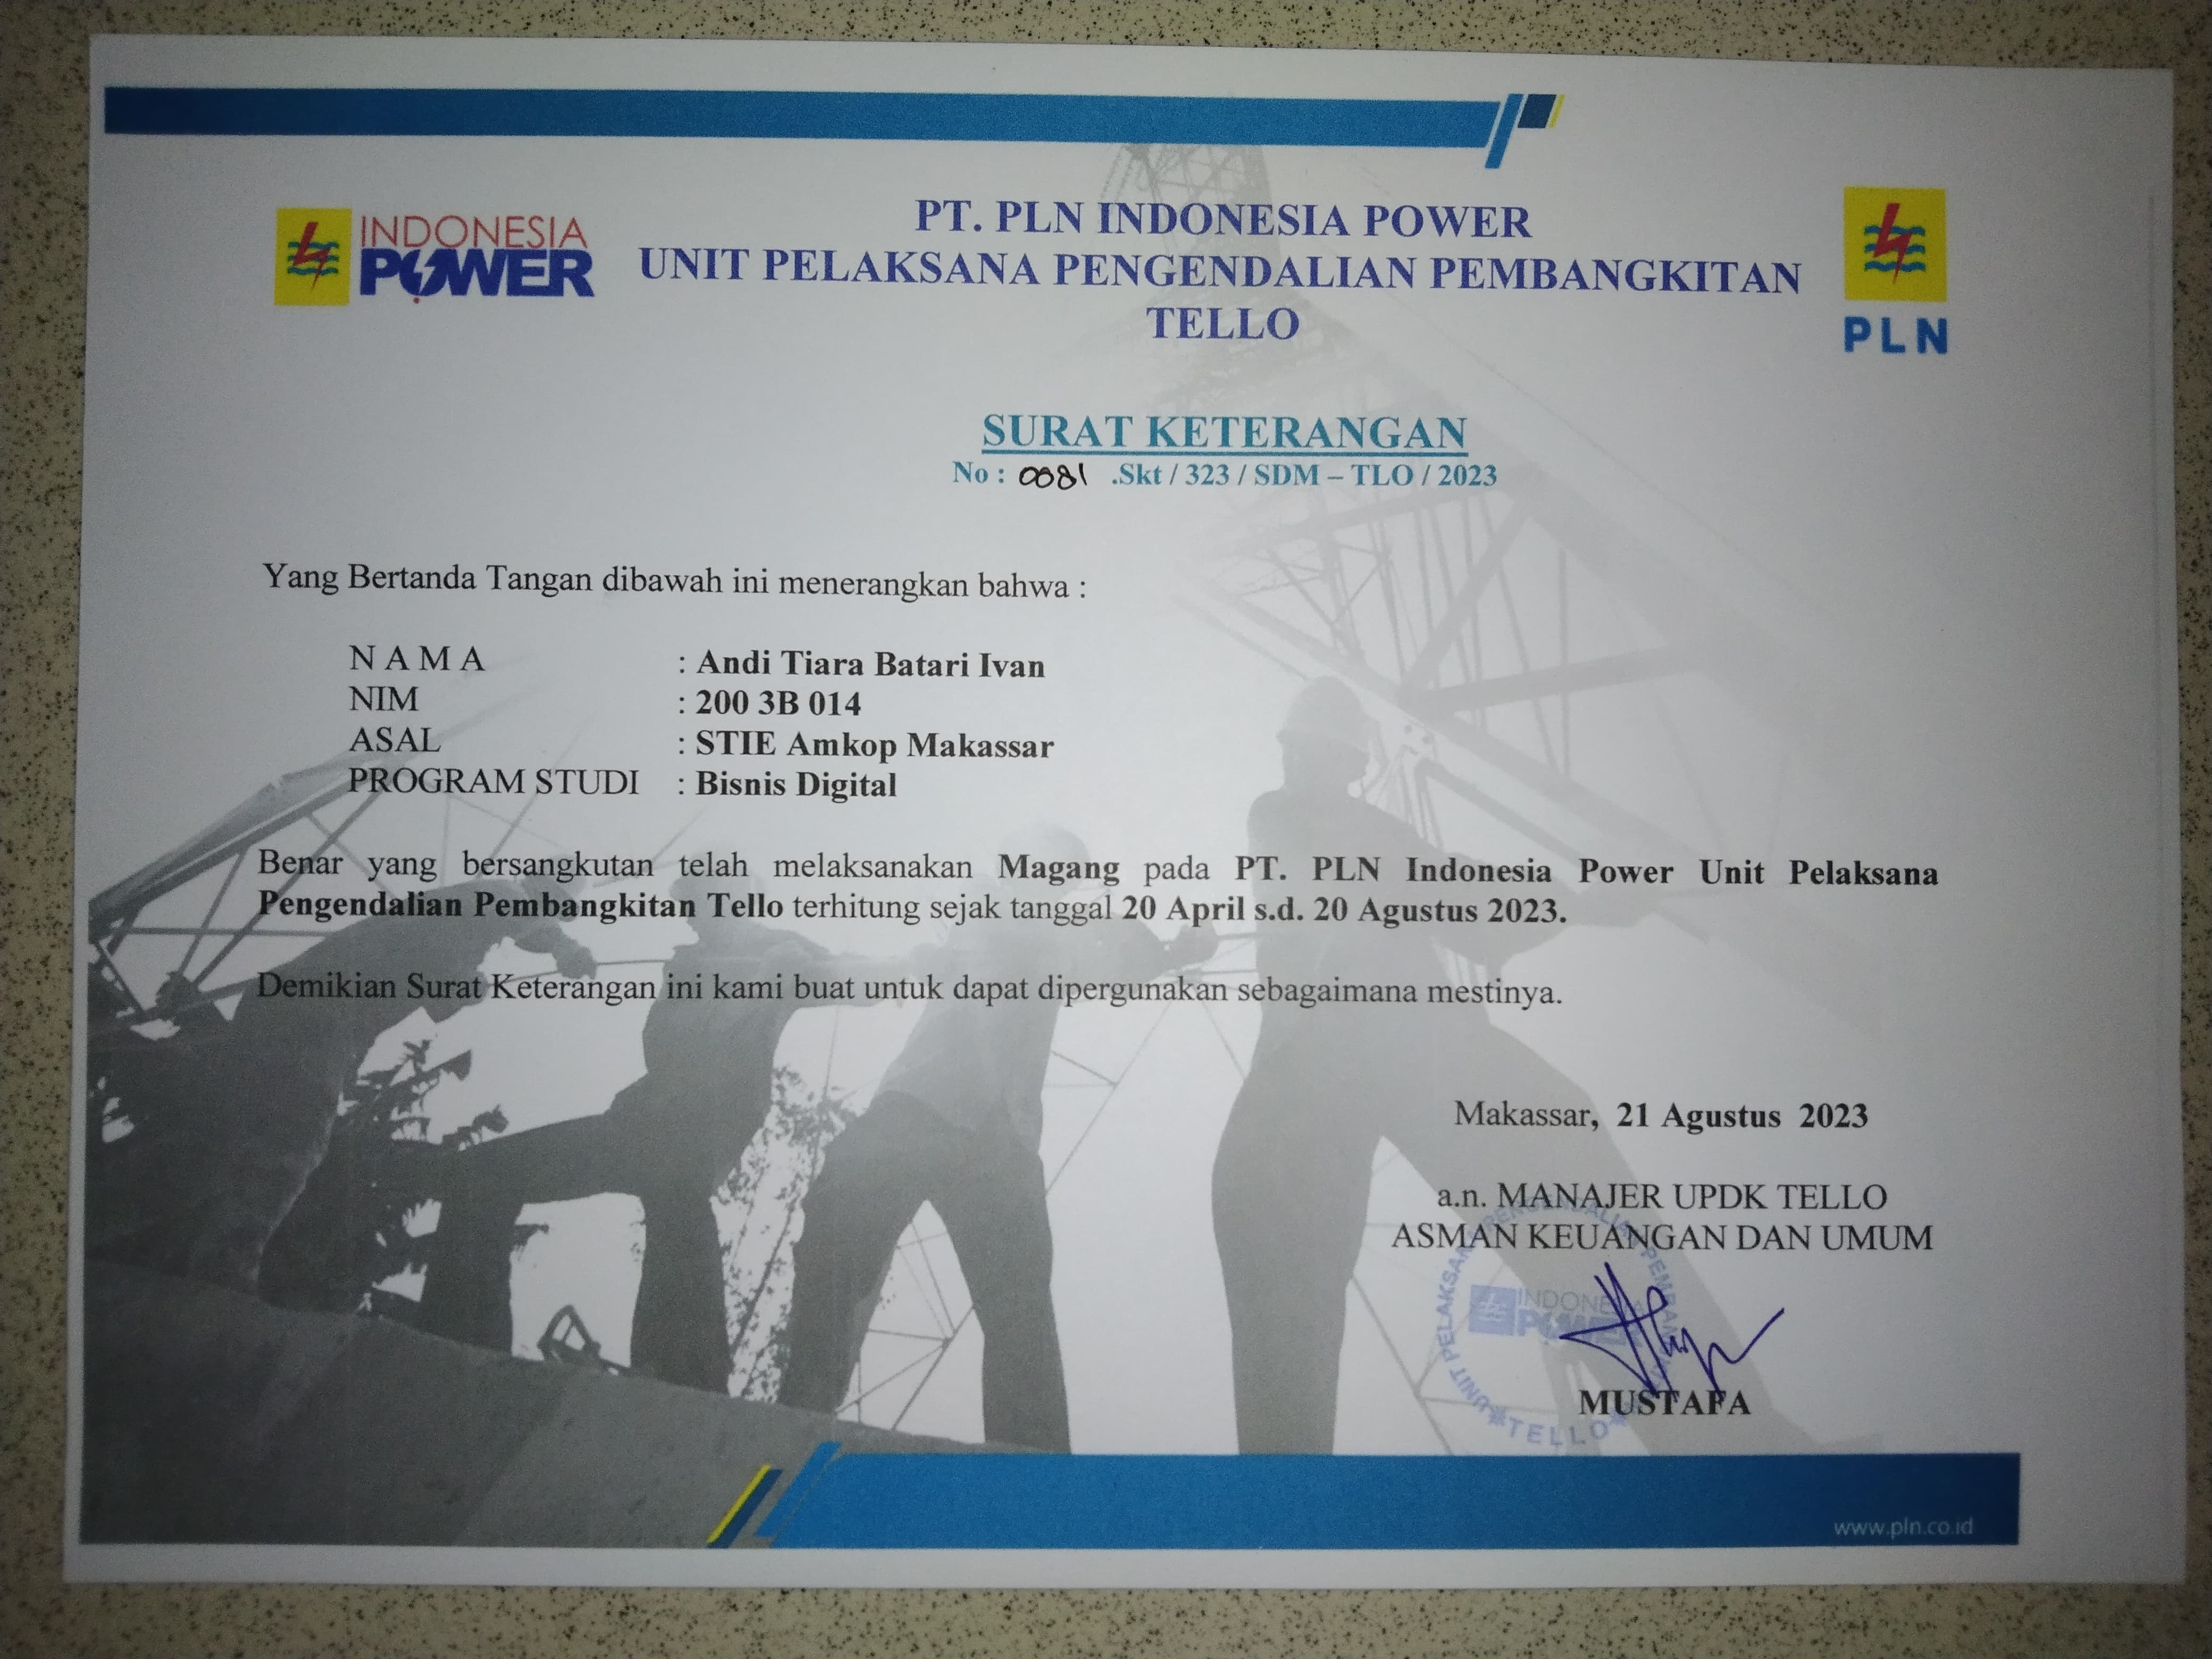 INDONESIA
POWER
PT. PLN INDONESIA POWER
UNIT PELAKSANA PENGENDALIAN PEMBANGKITAN
TELLO
PLN
SURAT KETERANGAN
No : 0081 .Skt / 323 / SDM – TLO / 2023
Yang Bertanda Tangan dibawah ini menerangkan bahwa :
N A M A : Andi Tiara Batari Ivan
NIM : 200 3B 014
ASAL : STIE Amkop Makassar
PROGRAM STUDI : Bisnis Digital
Benar yang bersangkutan telah melaksanakan Magang pada PT. PLN Indonesia Power Unit Pelaksana
Pengendalian Pembangkitan Tello terhitung sejak tanggal 20 April s.d. 20 Agustus 2023.
Demikian Surat Keterangan ini kami buat untuk dapat dipergunakan sebagaimana mestinya.
Makassar, 21 Agustus 2023
a.n. MANAJER UPDK TELLO
ASMAN KEUANGAN DAN UMUM
UNIT PELAKSANA
INDONESIA
POWER
TELLO
MUSTAFA
www.pln.co.id